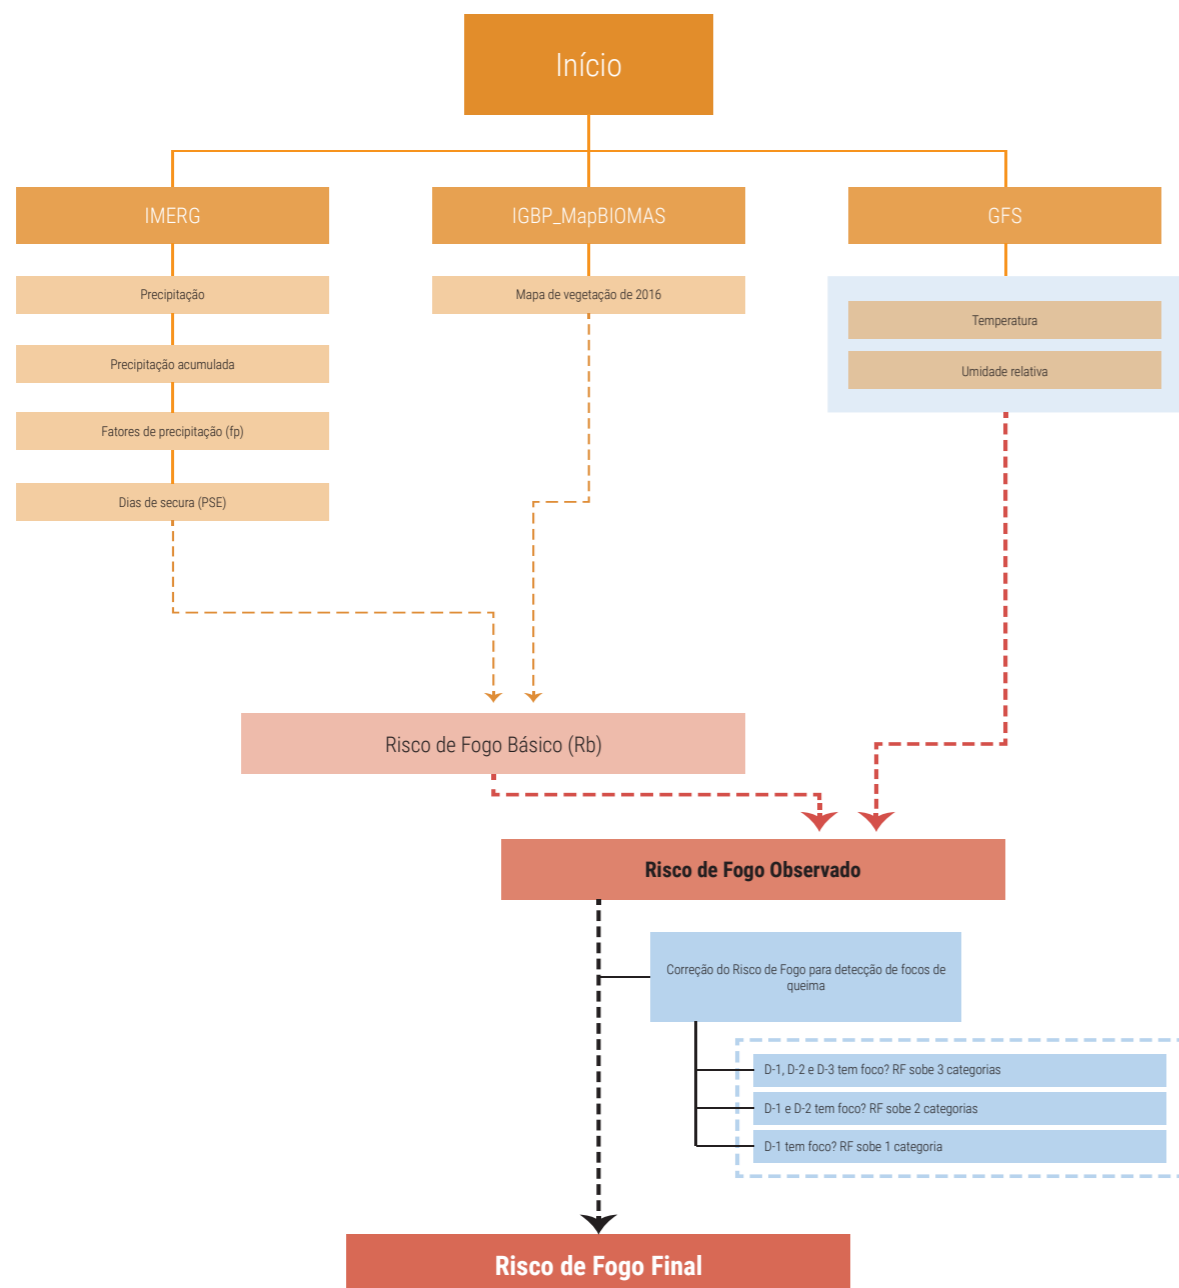 Início
IMERG
IGBP_MapBIOMAS
GFS
Precipitação
Mapa de vegetação de 2016
Temperatura
Precipitação acumulada
Umidade relativa
Fatores de precipitação (fp)
Dias de secura (PSE)
Risco de Fogo Básico (Rb)
Risco de Fogo Observado
Correção do Risco de Fogo para detecção de focos de
queima
D-1, D-2 e D-3 tem foco? RF sobe 3 categorias
D-1 e D-2 tem foco? RF sobe 2 categorias
D-1 tem foco? RF sobe 1 categoria
Risco de Fogo Final